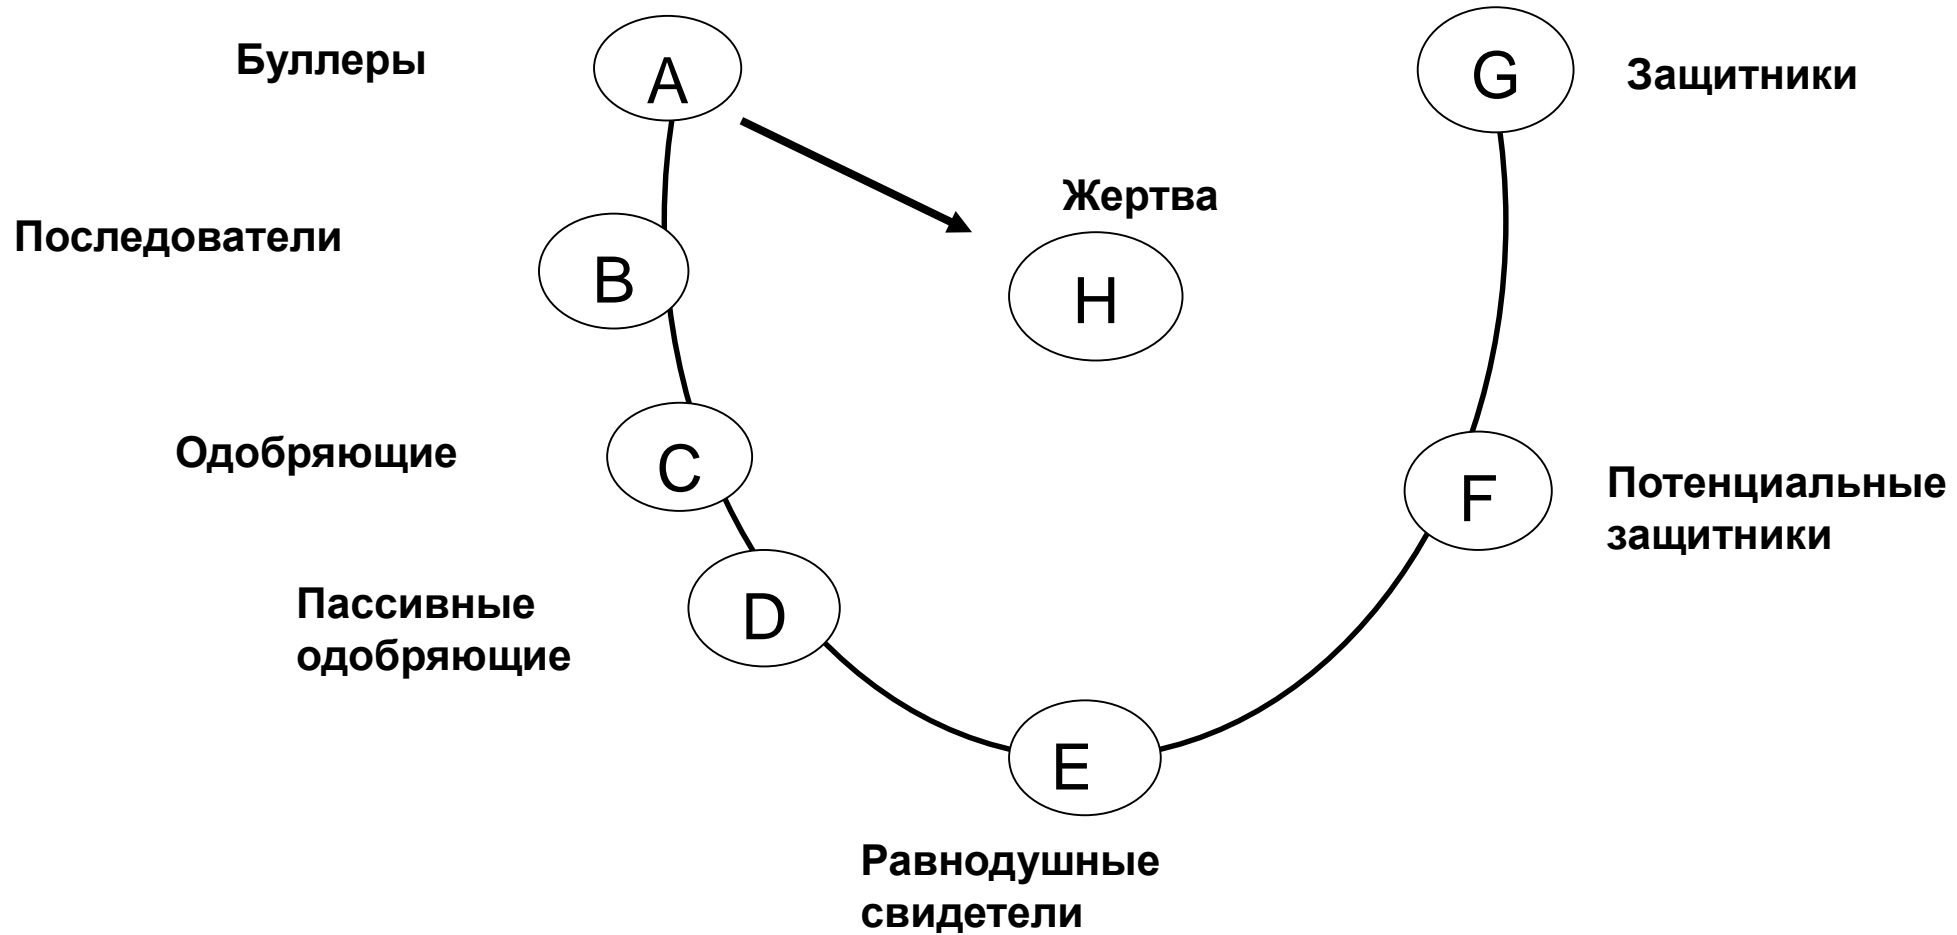 Буллеры
A
G
Защитники
Жертва
Последователи
B
H
Одобряющие
C
F
Потенциальные
защитники
Пассивные
одобряющие
D
E
Равнодушные
свидетели